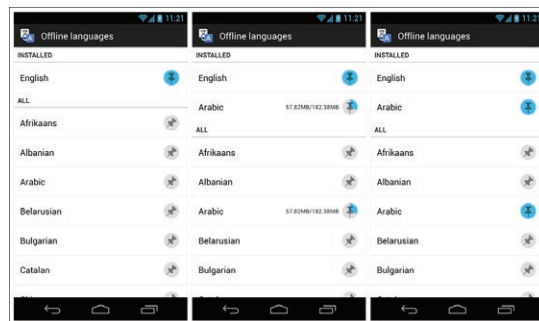 11:21
Offline languages
INSTALLED
English
ALL
Afrikaans
Albanian
Arabic
Belarusian
Bulgarian
Catalan
11:21
Offline languages
INSTALLED
English
Arabic 57.82MB/182.38MB
ALL
Afrikaans
Albanian
Arabic 57.82MB/182.38MB
Belarusian
Bulgarian
11:21
Offline languages
INSTALLED
English
Arabic
ALL
Afrikaans
Albanian
Arabic
Belarusian
Bulgarian